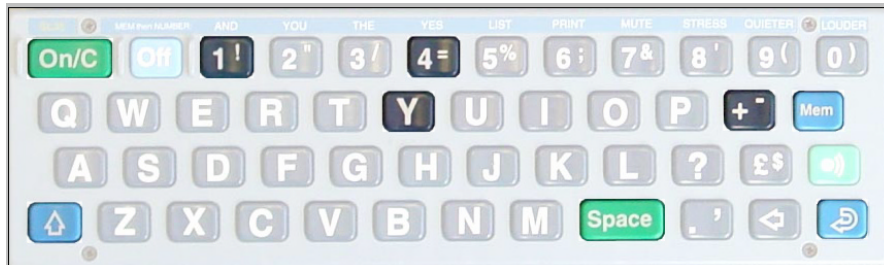 MEM then NUMBER AND YOU THE YES LIST PRINT MUTE STRESS QUIETER LOUDER
On/C Off 1! 2" 3/ 4= 5% 6; 7& 8' 9( 0)
Q W E R T Y U I O P +- Mem
A S D F G H J K L ? £$
Z X C V B N M Space . '